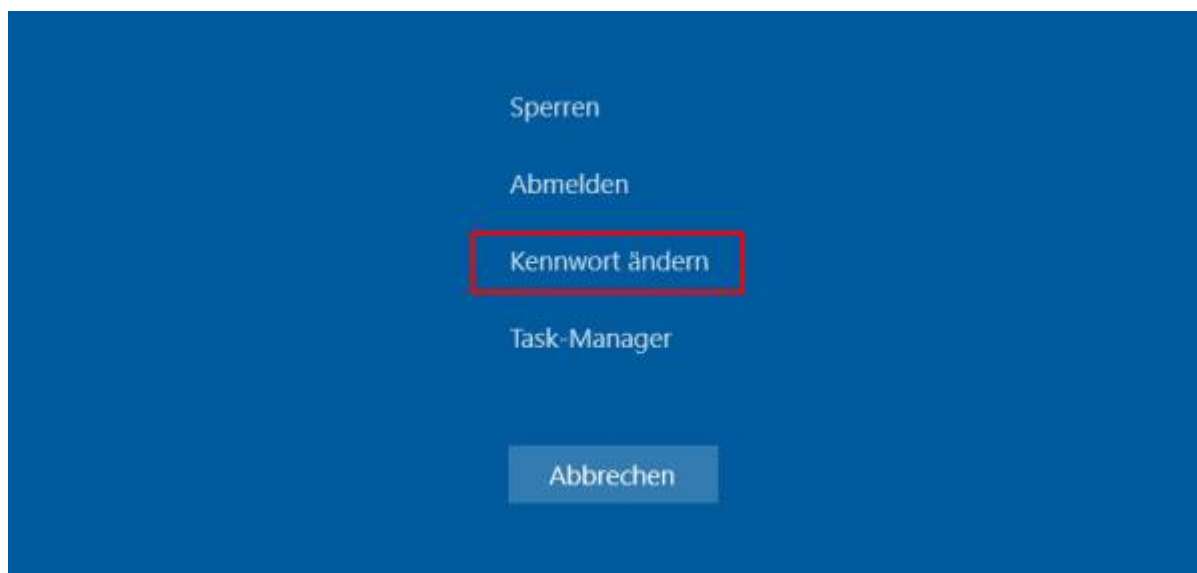 Sperren
Abmelden
Kennwort ändern
Task-Manager
Abbrechen